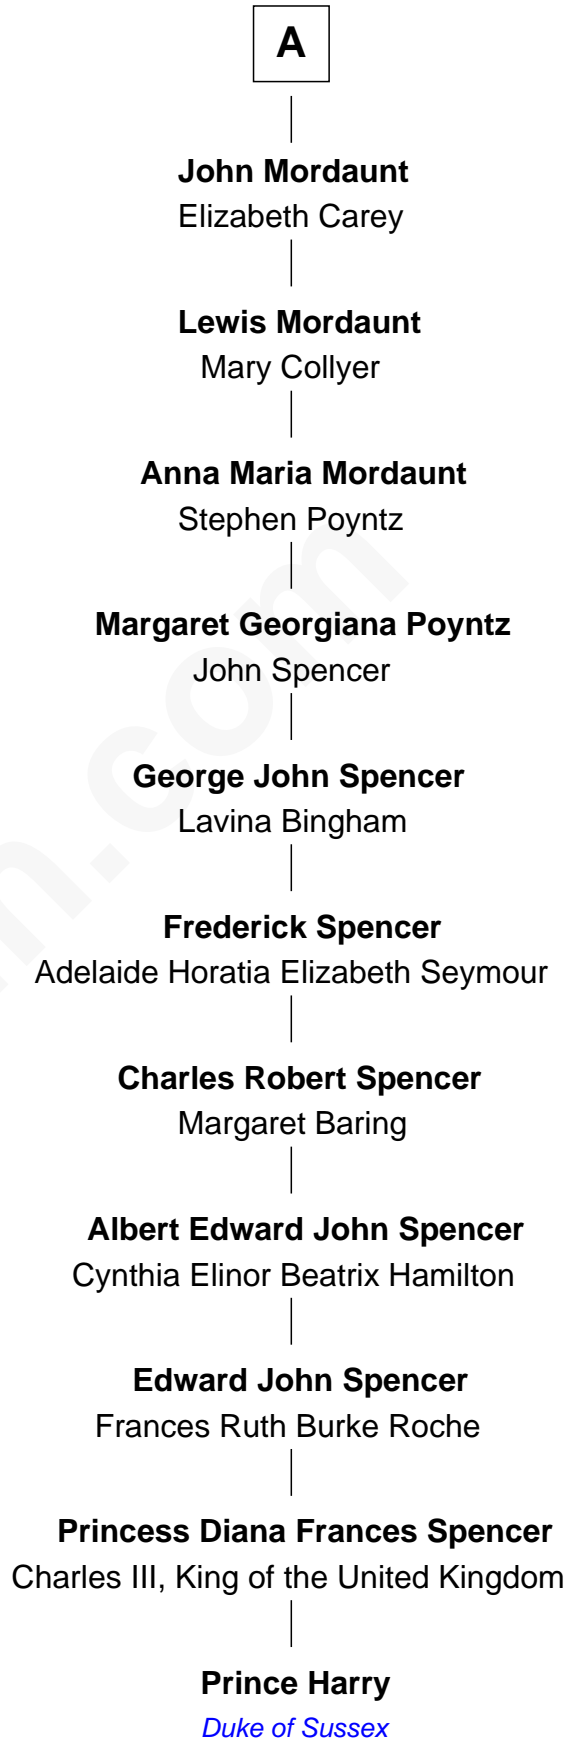 A
John Mordaunt
Elizabeth Carey
Lewis Mordaunt
Mary Collyer
Anna Maria Mordaunt
Stephen Poyntz
Margaret Georgiana Poyntz
John Spencer
George John Spencer
Lavina Bingham
Frederick Spencer
Adelaide Horatia Elizabeth Seymour
Charles Robert Spencer
Margaret Baring
Albert Edward John Spencer
Cynthia Elinor Beatrix Hamilton
Edward John Spencer
Frances Ruth Burke Roche
Princess Diana Frances Spencer
Charles III, King of the United Kingdom
Prince Harry
Duke of Sussex